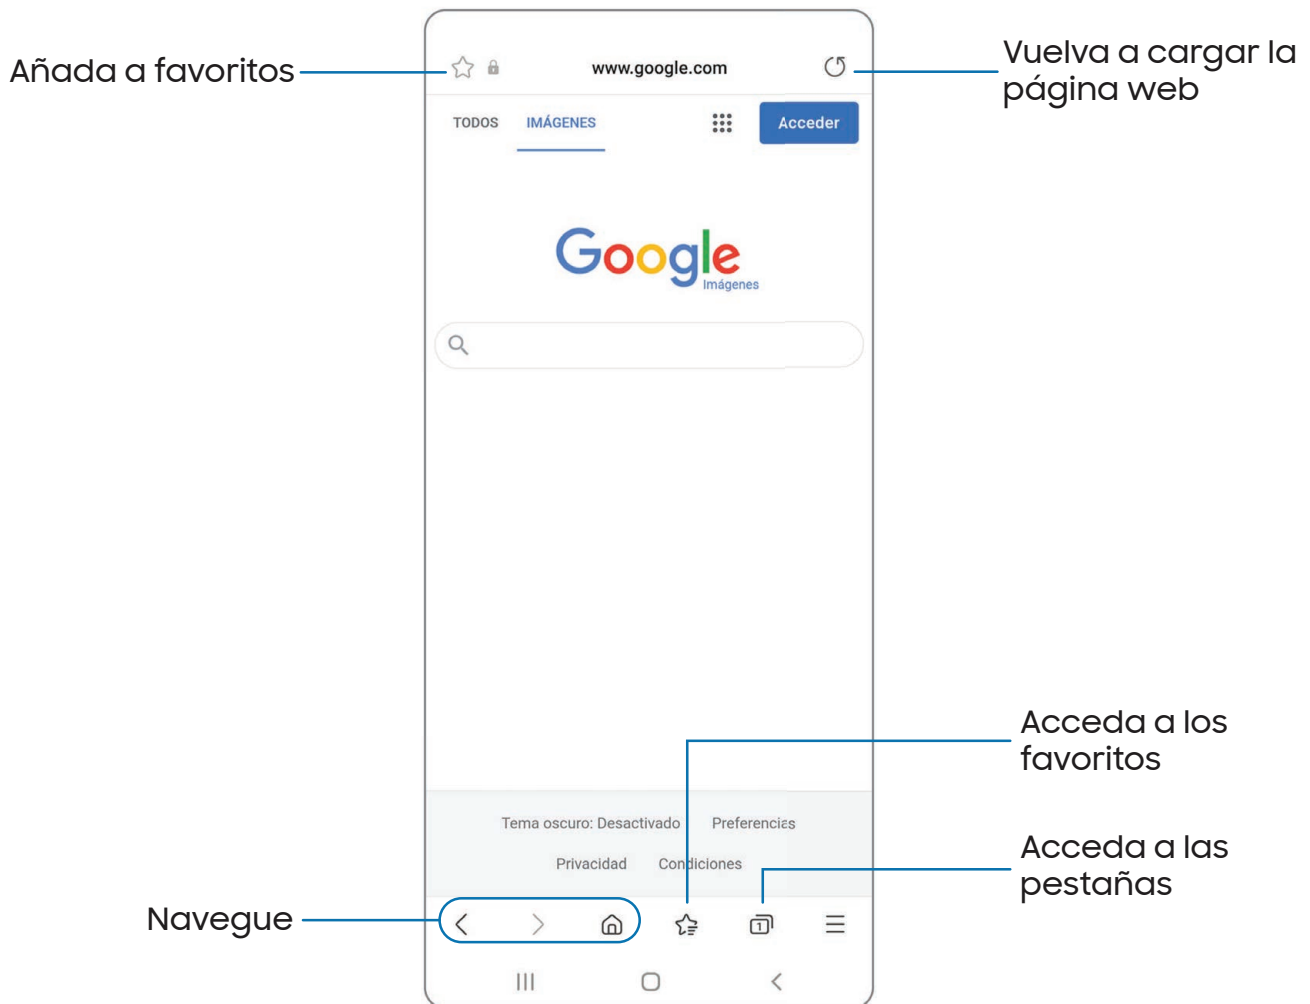 Añada a favoritos
www.google.com
Vuelva a cargar la
página web
TODOS IMÁGENES Acceder
Google
Imágenes
Acceda a los
favoritos
Tema oscuro: Desactivado Preferencias
Privacidad Condiciones
Acceda a las
pestañas
Navegue
1